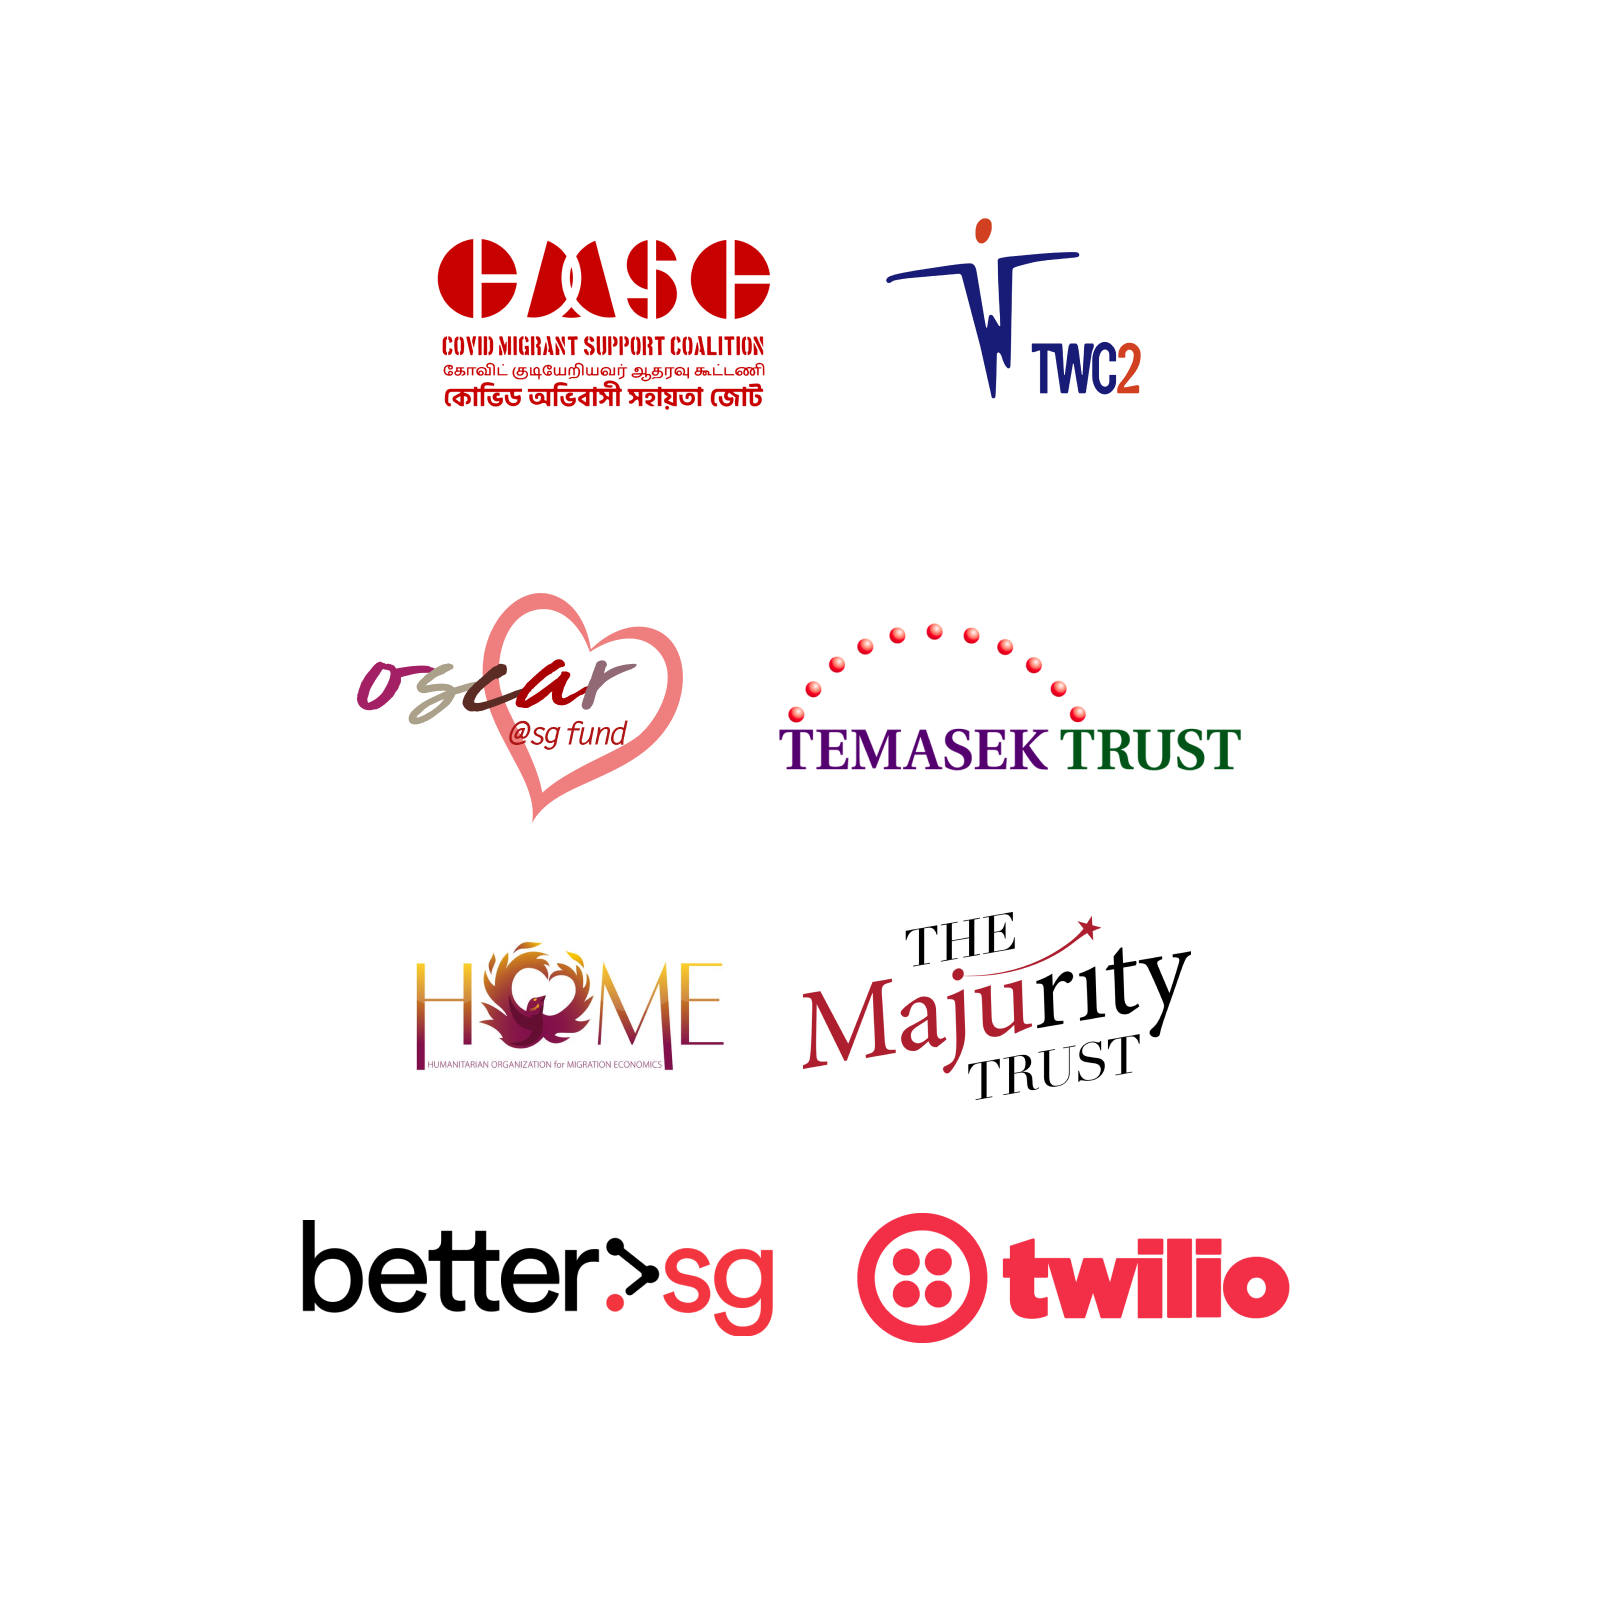 CMSC
COVID MIGRANT SUPPORT COALITION
கோவிட் குடியேறியவர் ஆதரவு கூட்டணி
কোভিড অভিবাসী সহায়তা জোট
TWC2
oscar
@sg fund
TEMASEK TRUST
HOME
HUMANITARIAN ORGANIZATION for MIGRATION ECONOMICS
THE
Majurity
TRUST
better.sg
twilio